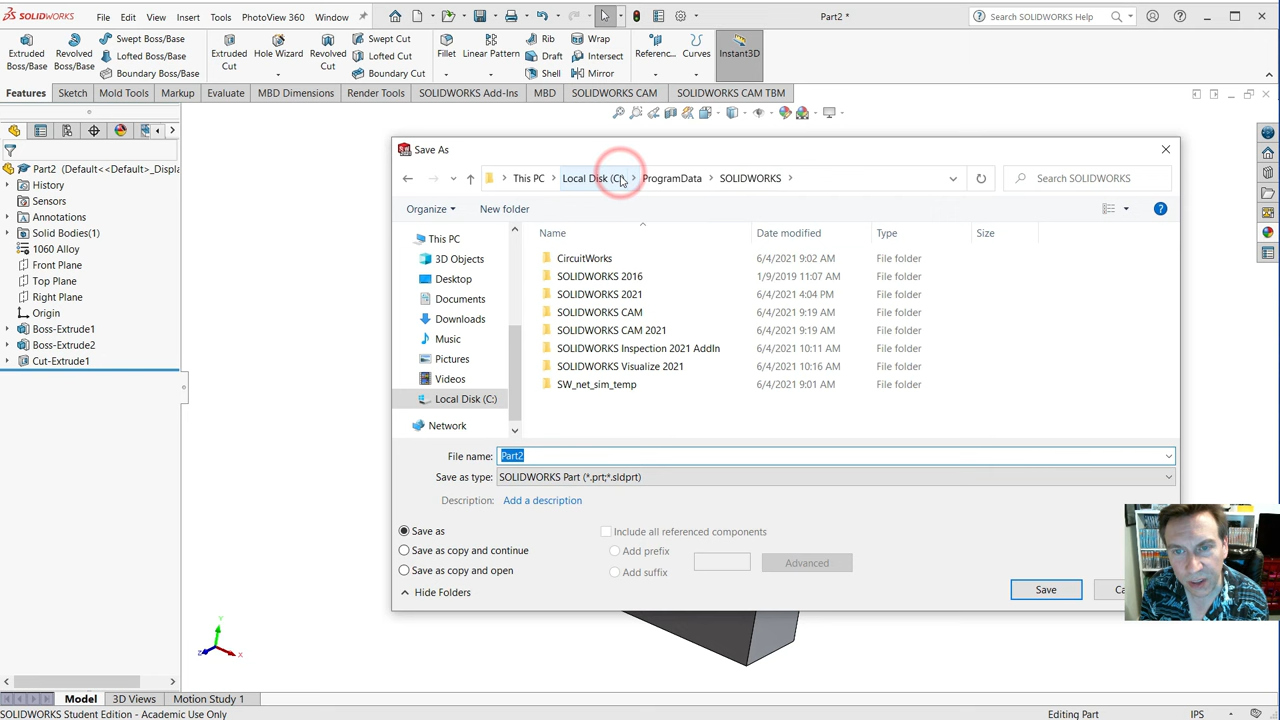 SOLIDWORKS File Edit View Insert Tools PhotoView 360 Window Part2 * Search SOLIDWORKS Help
Extruded Boss/Base
Revolved Boss/Base
Swept Boss/Base
Lofted Boss/Base
Boundary Boss/Base
Extruded Cut
Hole Wizard
Revolved Cut
Swept Cut
Lofted Cut
Boundary Cut
Fillet
Linear Pattern
Rib
Draft
Shell
Wrap
Intersect
Mirror
Referenc...
Curves
Instant3D
Features Sketch Mold Tools Markup Evaluate MBD Dimensions Render Tools SOLIDWORKS Add-Ins MBD SOLIDWORKS CAM SOLIDWORKS CAM TBM
Part2 (Default<<Default>_Displa
History
Sensors
Annotations
Solid Bodies(1)
1060 Alloy
Front Plane
Top Plane
Right Plane
Origin
Boss-Extrude1
Boss-Extrude2
Cut-Extrude1
Save As
This PC > Local Disk (C:) > ProgramData > SOLIDWORKS > Search SOLIDWORKS
Organize New folder
This PC
3D Objects
Desktop
Documents
Downloads
Music
Pictures
Videos
Local Disk (C:)
Network
Name Date modified Type Size
CircuitWorks 6/4/2021 9:02 AM File folder
SOLIDWORKS 2016 1/9/2019 11:07 AM File folder
SOLIDWORKS 2021 6/4/2021 4:04 PM File folder
SOLIDWORKS CAM 6/4/2021 9:19 AM File folder
SOLIDWORKS CAM 2021 6/4/2021 9:19 AM File folder
SOLIDWORKS Inspection 2021 AddIn 6/4/2021 10:11 AM File folder
SOLIDWORKS Visualize 2021 6/4/2021 10:16 AM File folder
SW_net_sim_temp 6/4/2021 9:01 AM File folder
File name: Part2
Save as type: SOLIDWORKS Part (*.prt;*.sldprt)
Description: Add a description
Save as
Save as copy and continue
Save as copy and open
Include all referenced components
Add prefix
Add suffix
Advanced
Hide Folders
Save
Ca
Y
X
Z
Model 3D Views Motion Study 1
SOLIDWORKS Student Edition - Academic Use Only Editing Part IPS